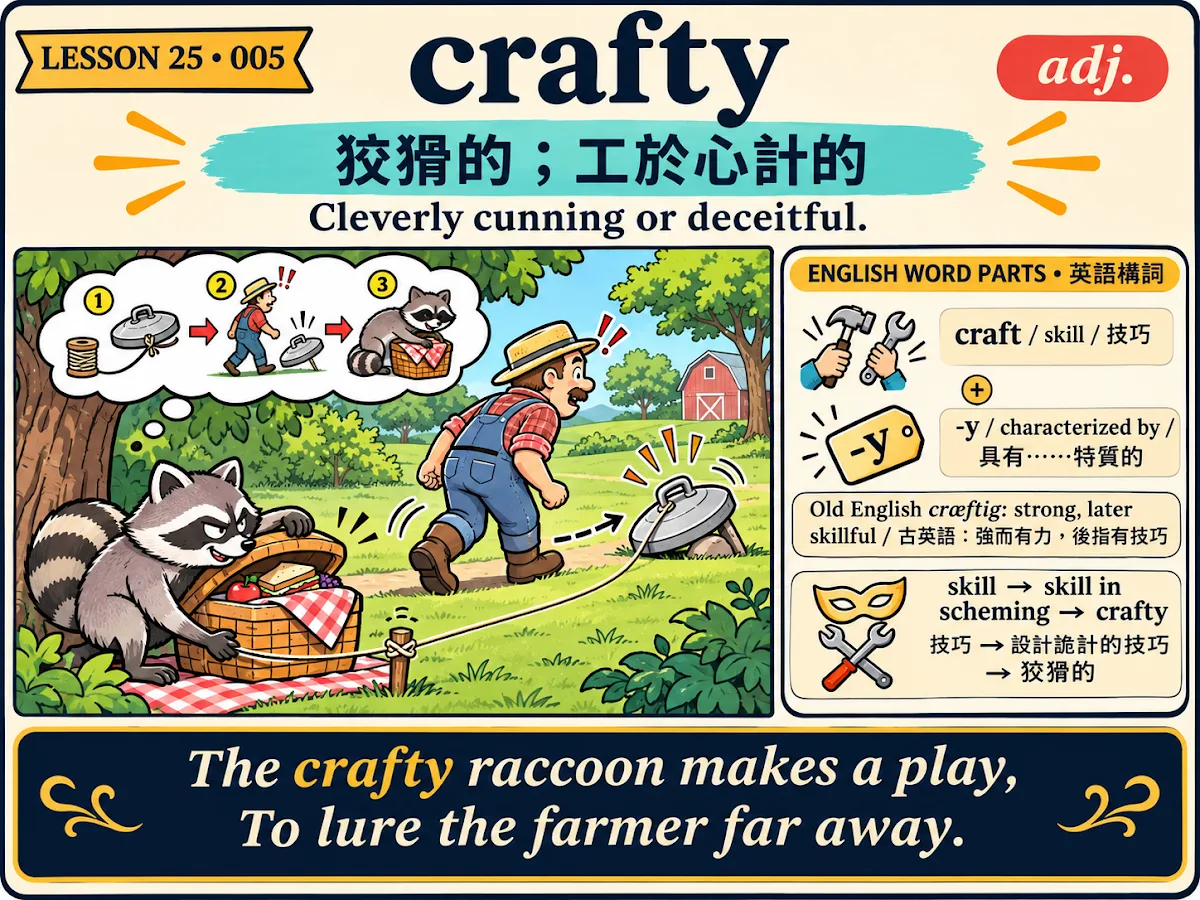 LESSON 25 • 005
crafty
adj.
狡猾的；工於心計的
Cleverly cunning or deceitful.
1
2
!!
3
!!
ENGLISH WORD PARTS • 英語構詞
craft / skill / 技巧
+
-y
-y / characterized by /
具有……特質的
Old English cræftig: strong, later
skillful / 古英語：強而有力，後指有技巧
skill → skill in
scheming → crafty
技巧 → 設計詭計的技巧
→ 狡猾的
The crafty raccoon makes a play,
To lure the farmer far away.